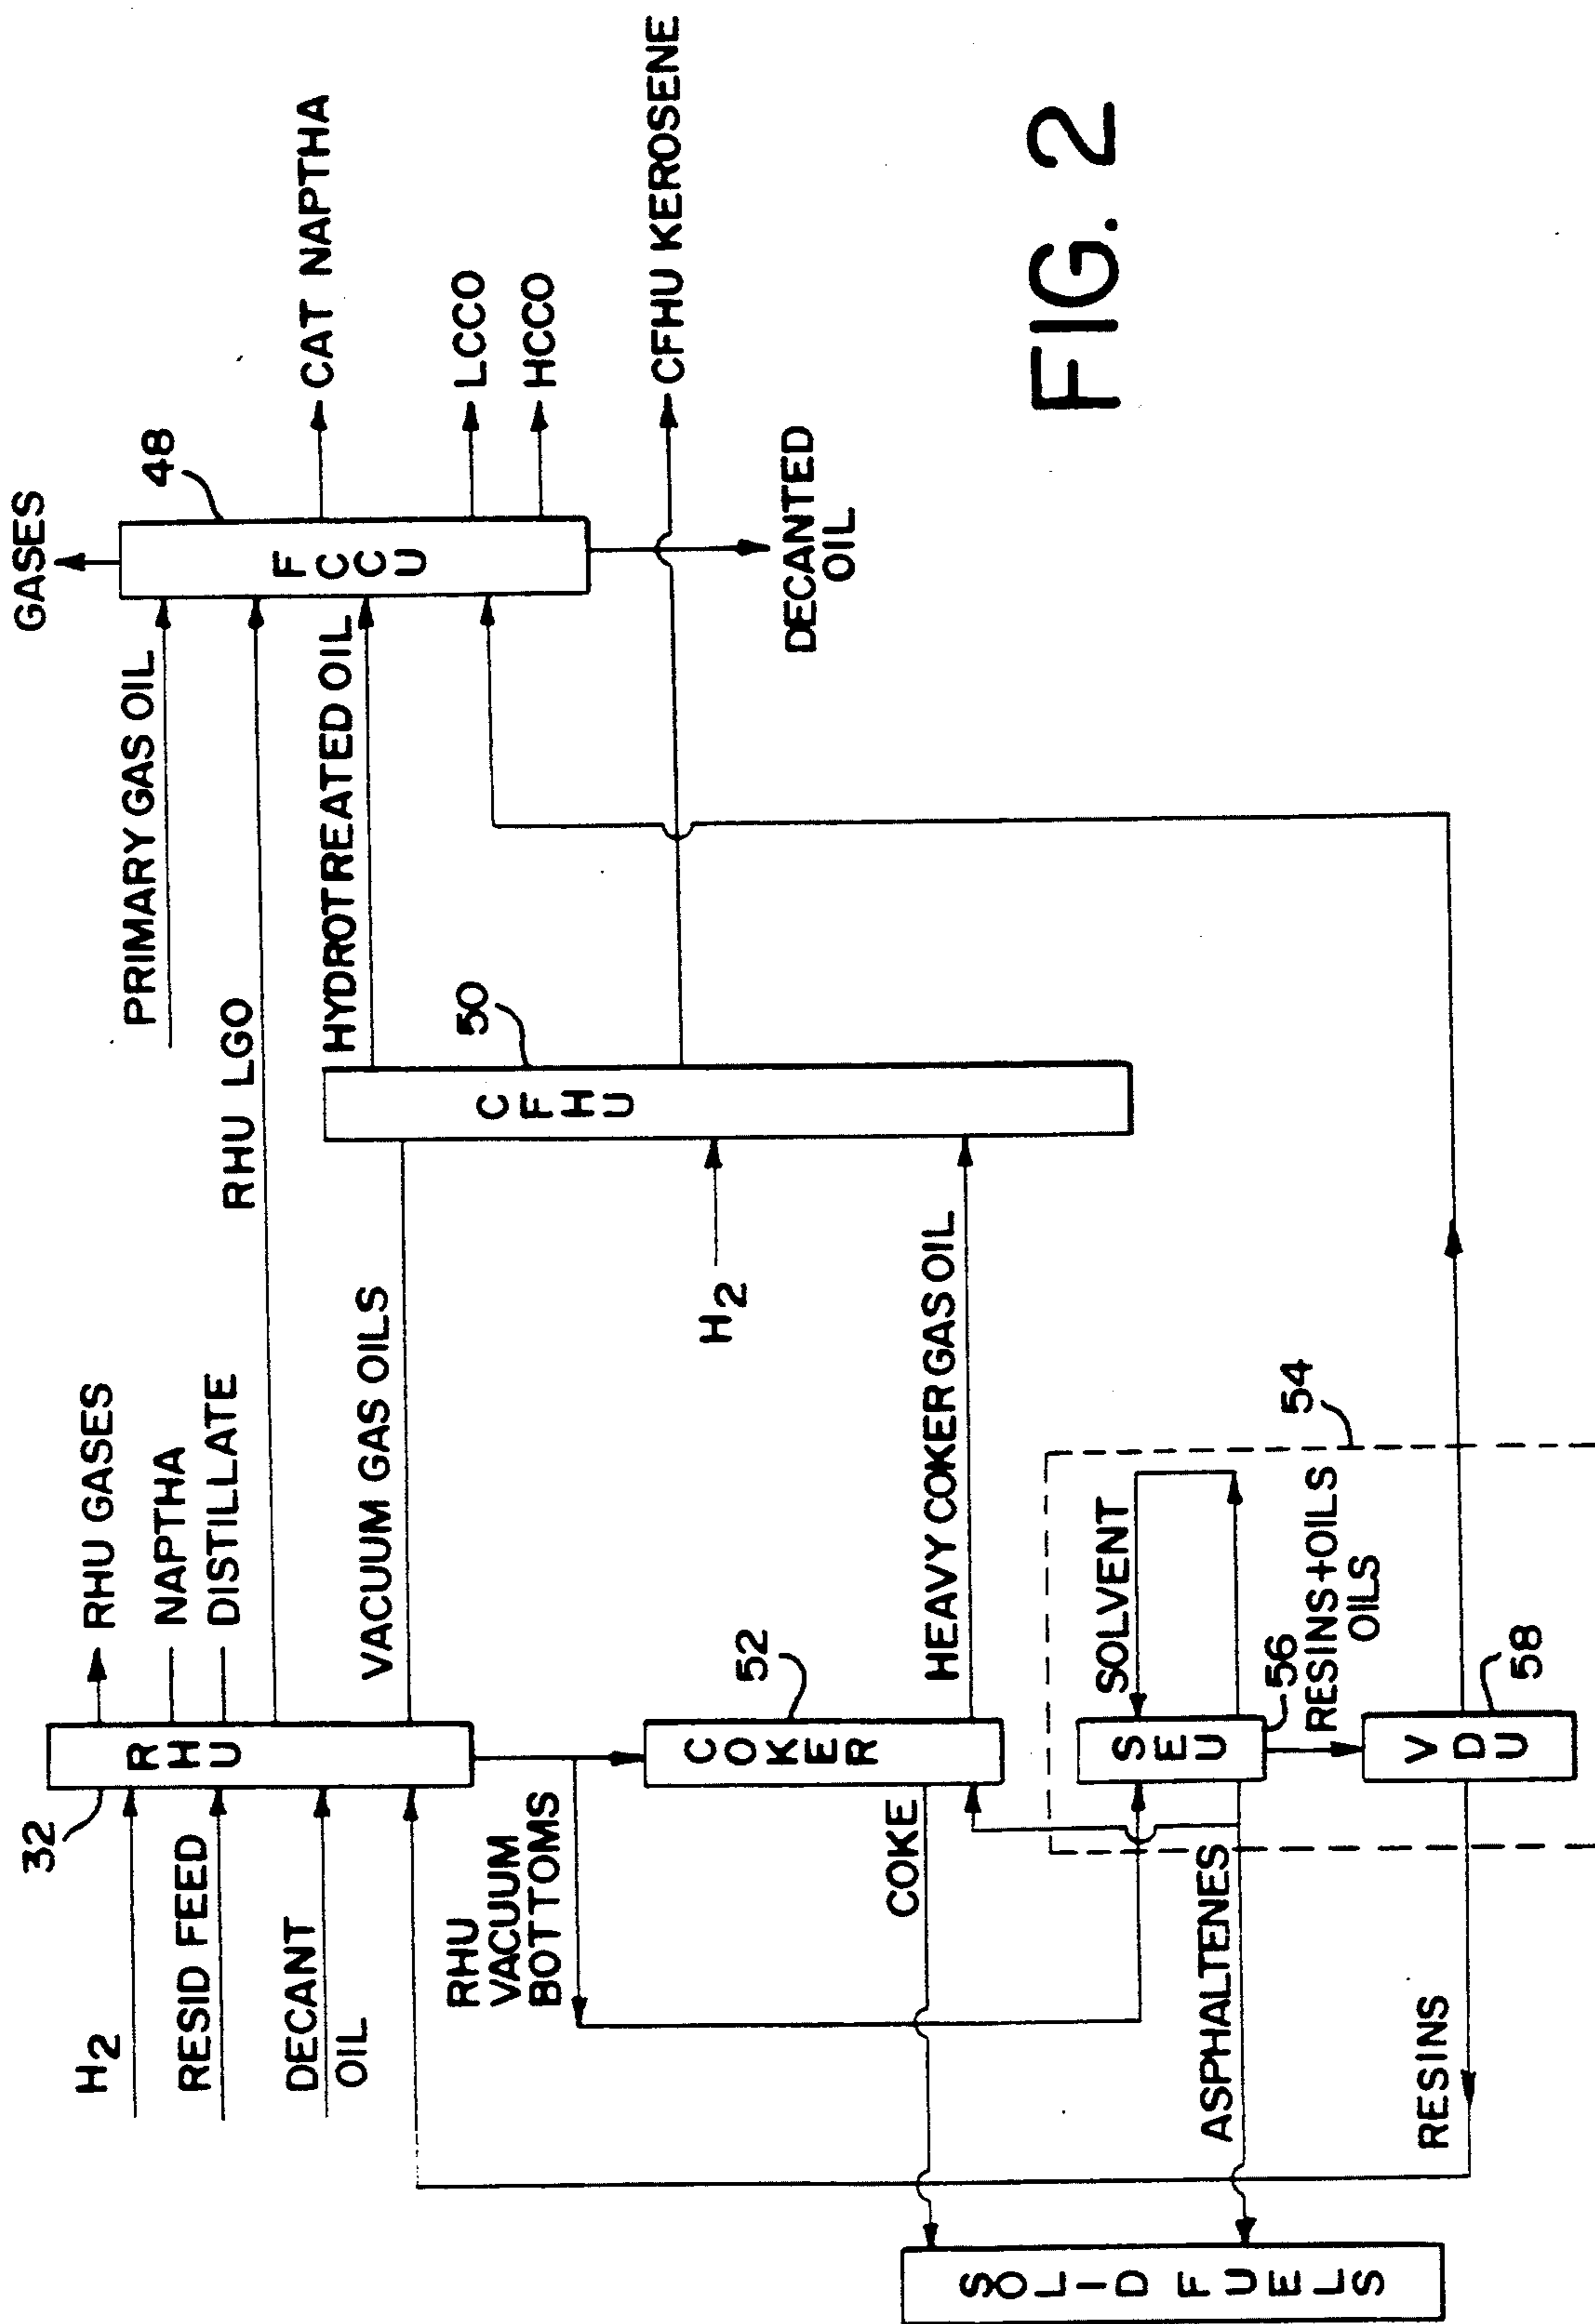 H2
RESID FEED
DECANT
OIL
32
RHU
RHU GASES
NAPTHA
DISTILLATE
RHU LGO
VACUUM GAS OILS
RHU
VACUUM
BOTTOMS
PRIMARY GAS OIL
HYDROTREATED OIL
GASES
FCCU
48
CAT NAPTHA
LCCO
HCCO
CFHU KEROSENE
DECANTED
OIL
CFHU
50
H2
COKER
52
COKE
HEAVY COKER GAS OIL
SOLVENT
54
SEU
56
RESINS+OILS
OILS
ASPHALTENES
VDU
58
RESINS
SOLID FUELS
FIG. 2